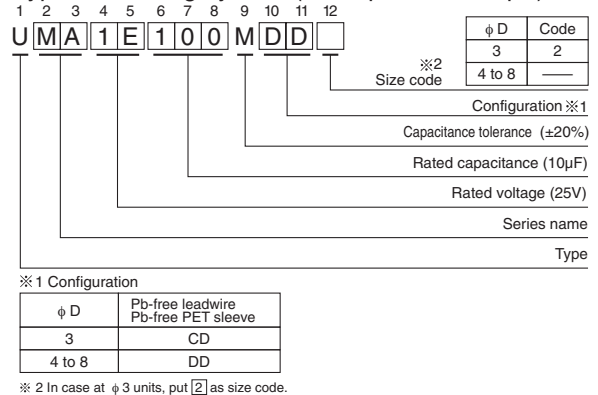 1 2 3 4 5 6 7 8 9 10 11 12
U M A 1 E 1 0 0 M D D
φ D Code
3 2
4 to 8 ——
※2
Size code
Configuration ※1
Capacitance tolerance (±20%)
Rated capacitance (10µF)
Rated voltage (25V)
Series name
Type
※1 Configuration
φ D Pb-free leadwire
Pb-free PET sleeve
3 CD
4 to 8 DD
※ 2 In case at φ 3 units, put 2 as size code.